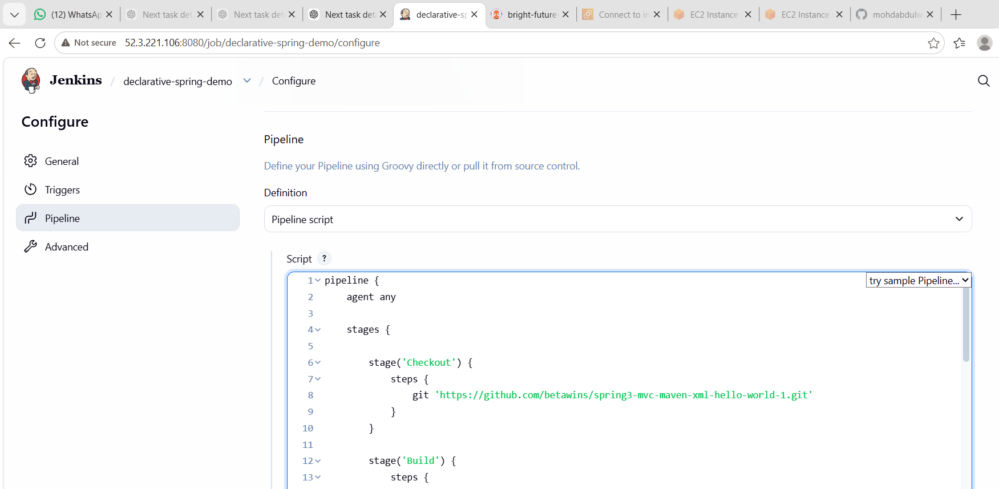 (12) WhatsAp
Next task det
Next task det
Next task det
declarative-sp
bright-future-
Connect to in
EC2 Instance
EC2 Instance
mohdabdulw
Not secure 52.3.221.106:8080/job/declarative-spring-demo/configure
Jenkins / declarative-spring-demo / Configure
Configure
General
Triggers
Pipeline
Advanced
Pipeline
Define your Pipeline using Groovy directly or pull it from source control.
Definition
Pipeline script
Script ?
try sample Pipeline...
1 pipeline {
2     agent any
3
4     stages {
5
6         stage('Checkout') {
7             steps {
8                 git 'https://github.com/betawins/spring3-mvc-maven-xml-hello-world-1.git'
9             }
10         }
11
12         stage('Build') {
13             steps {